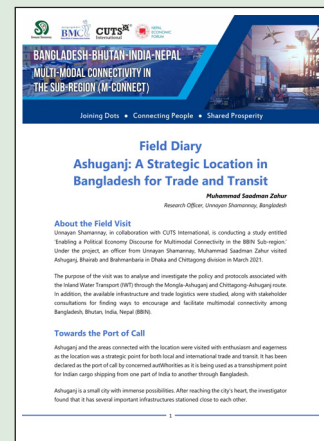 BMC
CUTS
International
NEPAL
ECONOMIC
FORUM
BANGLADESH-BHUTAN-INDIA-NEPAL
MULTI-MODAL CONNECTIVITY IN
THE SUB-REGION (M-CONNECT)
Joining Dots • Connecting People • Shared Prosperity
Field Diary
Ashuganj: A Strategic Location in
Bangladesh for Trade and Transit
Muhammad Saadman Zahur
Research Officer, Unnayan Shamannay, Bangladesh
About the Field Visit
Unnayan Shamannay, in collaboration with CUTS International, is conducting a study entitled
'Enabling a Political Economy Discourse for Multimodal Connectivity in the BBIN Sub-region.'
Under the project, an officer from Unnayan Shamannay, Muhammad Saadman Zahur visited
Ashuganj, Bhairab and Brahmanbaria in Dhaka and Chittagong division in March 2021.
The purpose of the visit was to analyse and investigate the policy and protocols associated with
the Inland Water Transport (IWT) through the Mongla-Ashuganj and Chittagong-Ashuganj route.
In addition, the available infrastructure and trade logistics were studied, along with stakeholder
consultations for finding ways to encourage and facilitate multimodal connectivity among
Bangladesh, Bhutan, India, Nepal (BBIN).
Towards the Port of Call
Ashuganj and the areas connected with the location were visited with enthusiasm and eagerness
as the location was a strategic point for both local and international trade and transit. It has been
declared as the port of call by concerned autWhorities as it is being used as a transshipment point
for Indian cargo shipping from one part of India to another through Bangladesh.
Ashuganj is a small city with immense possibilities. After reaching the city's heart, the investigator
found that it has several important infrastructures stationed close to each other.
1